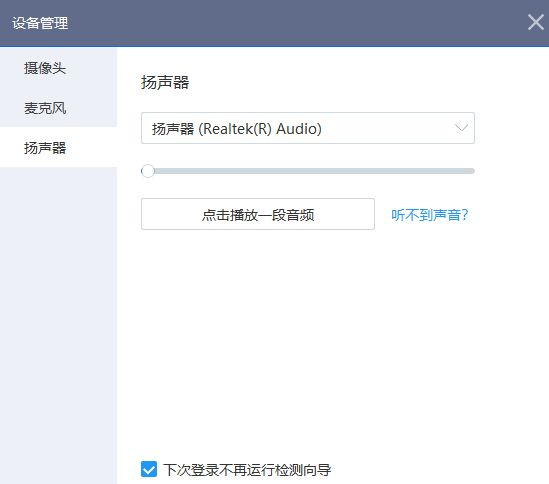 设备管理
摄像头
麦克风
扬声器
扬声器
扬声器 (Realtek(R) Audio)
点击播放一段音频
听不到声音?
下次登录不再运行检测向导